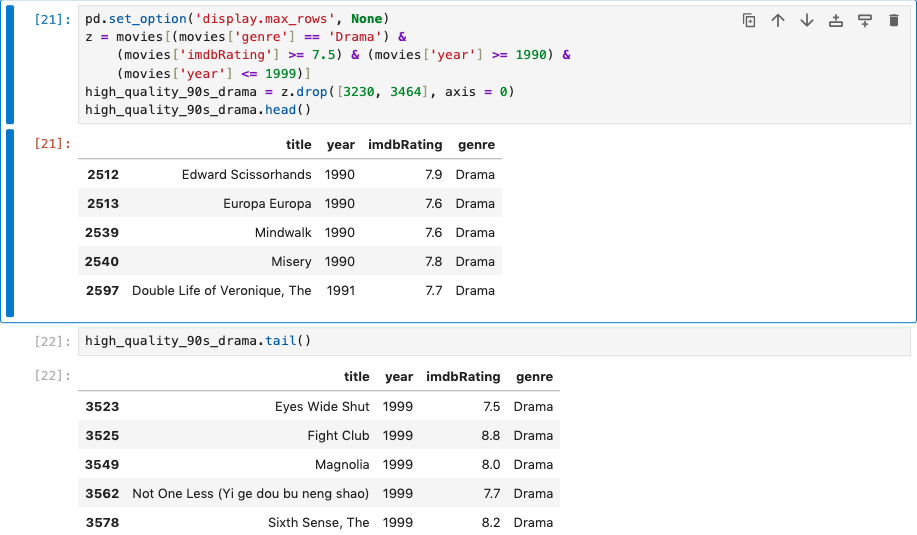 [21]: pd.set_option('display.max_rows', None)
z = movies[(movies['genre'] == 'Drama') &
    (movies['imdbRating'] >= 7.5) & (movies['year'] >= 1990) &
    (movies['year'] <= 1999)]
high_quality_90s_drama = z.drop([3230, 3464], axis = 0)
high_quality_90s_drama.head()
[21]: title year imdbRating genre
2512 Edward Scissorhands 1990 7.9 Drama
2513 Europa Europa 1990 7.6 Drama
2539 Mindwalk 1990 7.6 Drama
2540 Misery 1990 7.8 Drama
2597 Double Life of Veronique, The 1991 7.7 Drama
[22]: high_quality_90s_drama.tail()
[22]: title year imdbRating genre
3523 Eyes Wide Shut 1999 7.5 Drama
3525 Fight Club 1999 8.8 Drama
3549 Magnolia 1999 8.0 Drama
3562 Not One Less (Yi ge dou bu neng shao) 1999 7.7 Drama
3578 Sixth Sense, The 1999 8.2 Drama